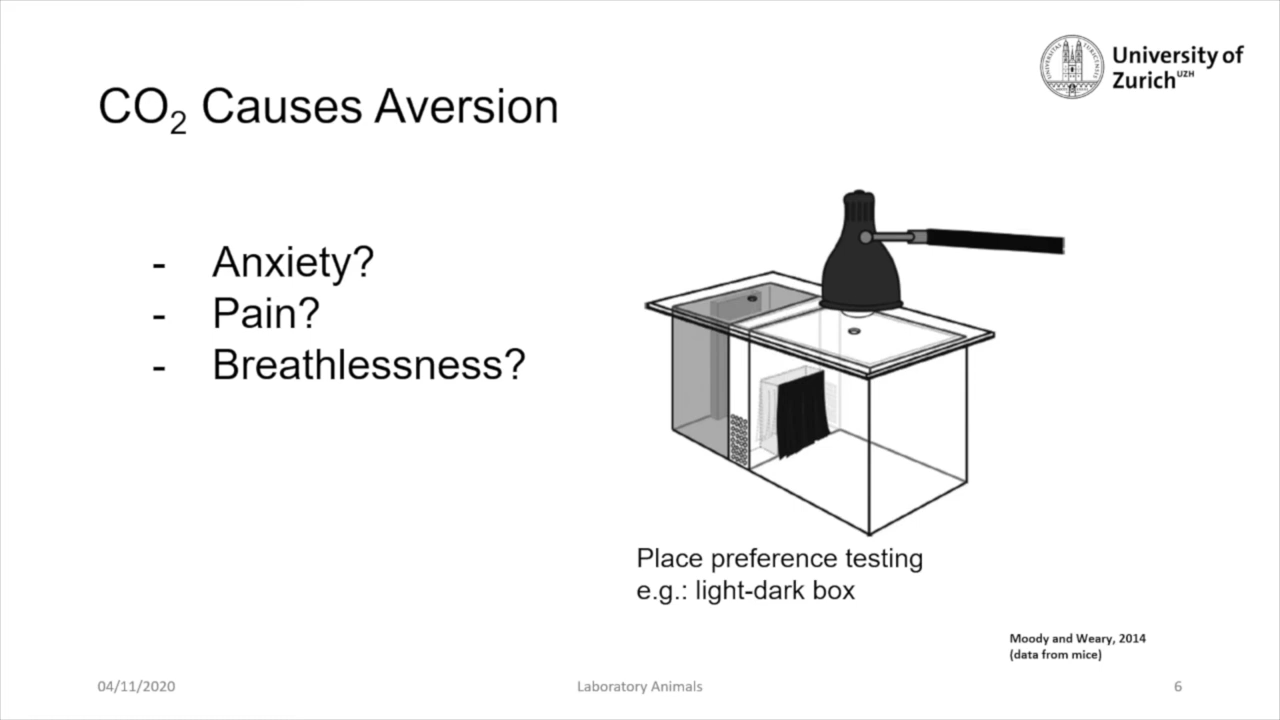 University of
Zurich UZH
CO₂ Causes Aversion
- Anxiety?
- Pain?
- Breathlessness?
Place preference testing
e.g.: light-dark box
Moody and Weary, 2014
(data from mice)
04/11/2020
Laboratory Animals
6